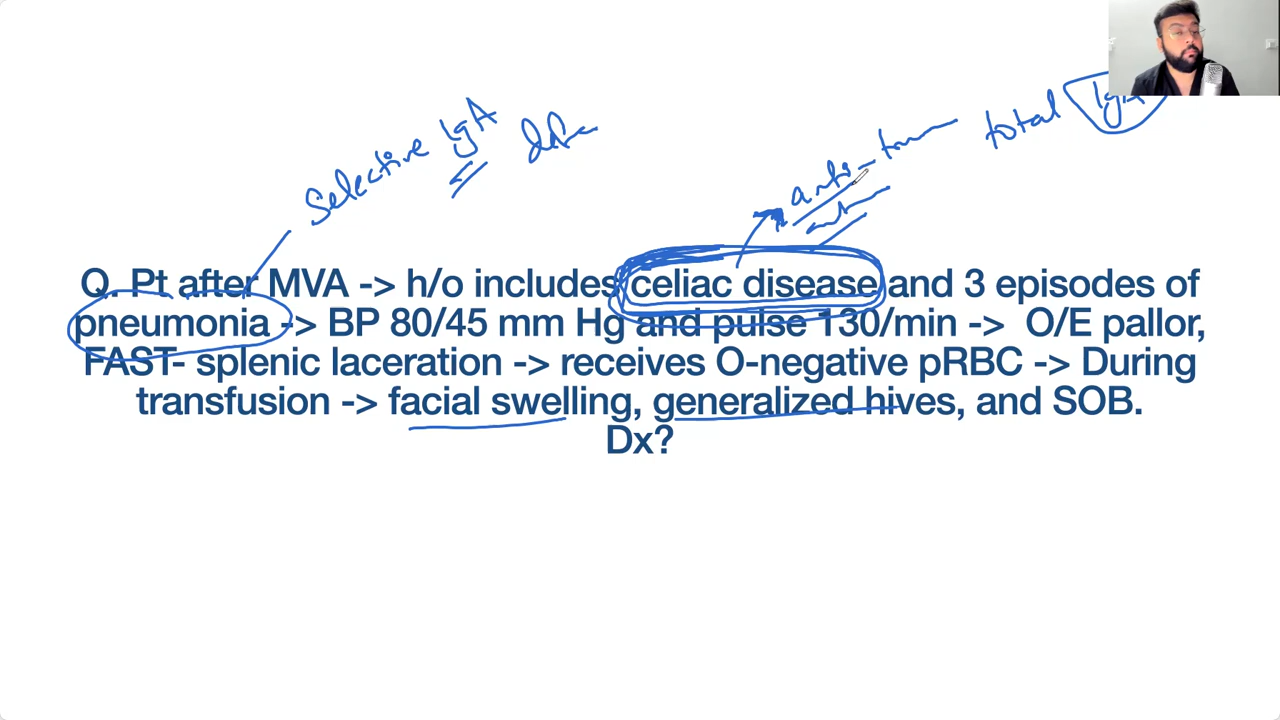 Selective IgA
total IgA
Q. Pt after MVA -> h/o includes celiac disease and 3 episodes of
pneumonia -> BP 80/45 mm Hg and pulse 130/min -> O/E pallor,
FAST- splenic laceration -> receives O-negative pRBC -> During
transfusion -> facial swelling, generalized hives, and SOB.
Dx?